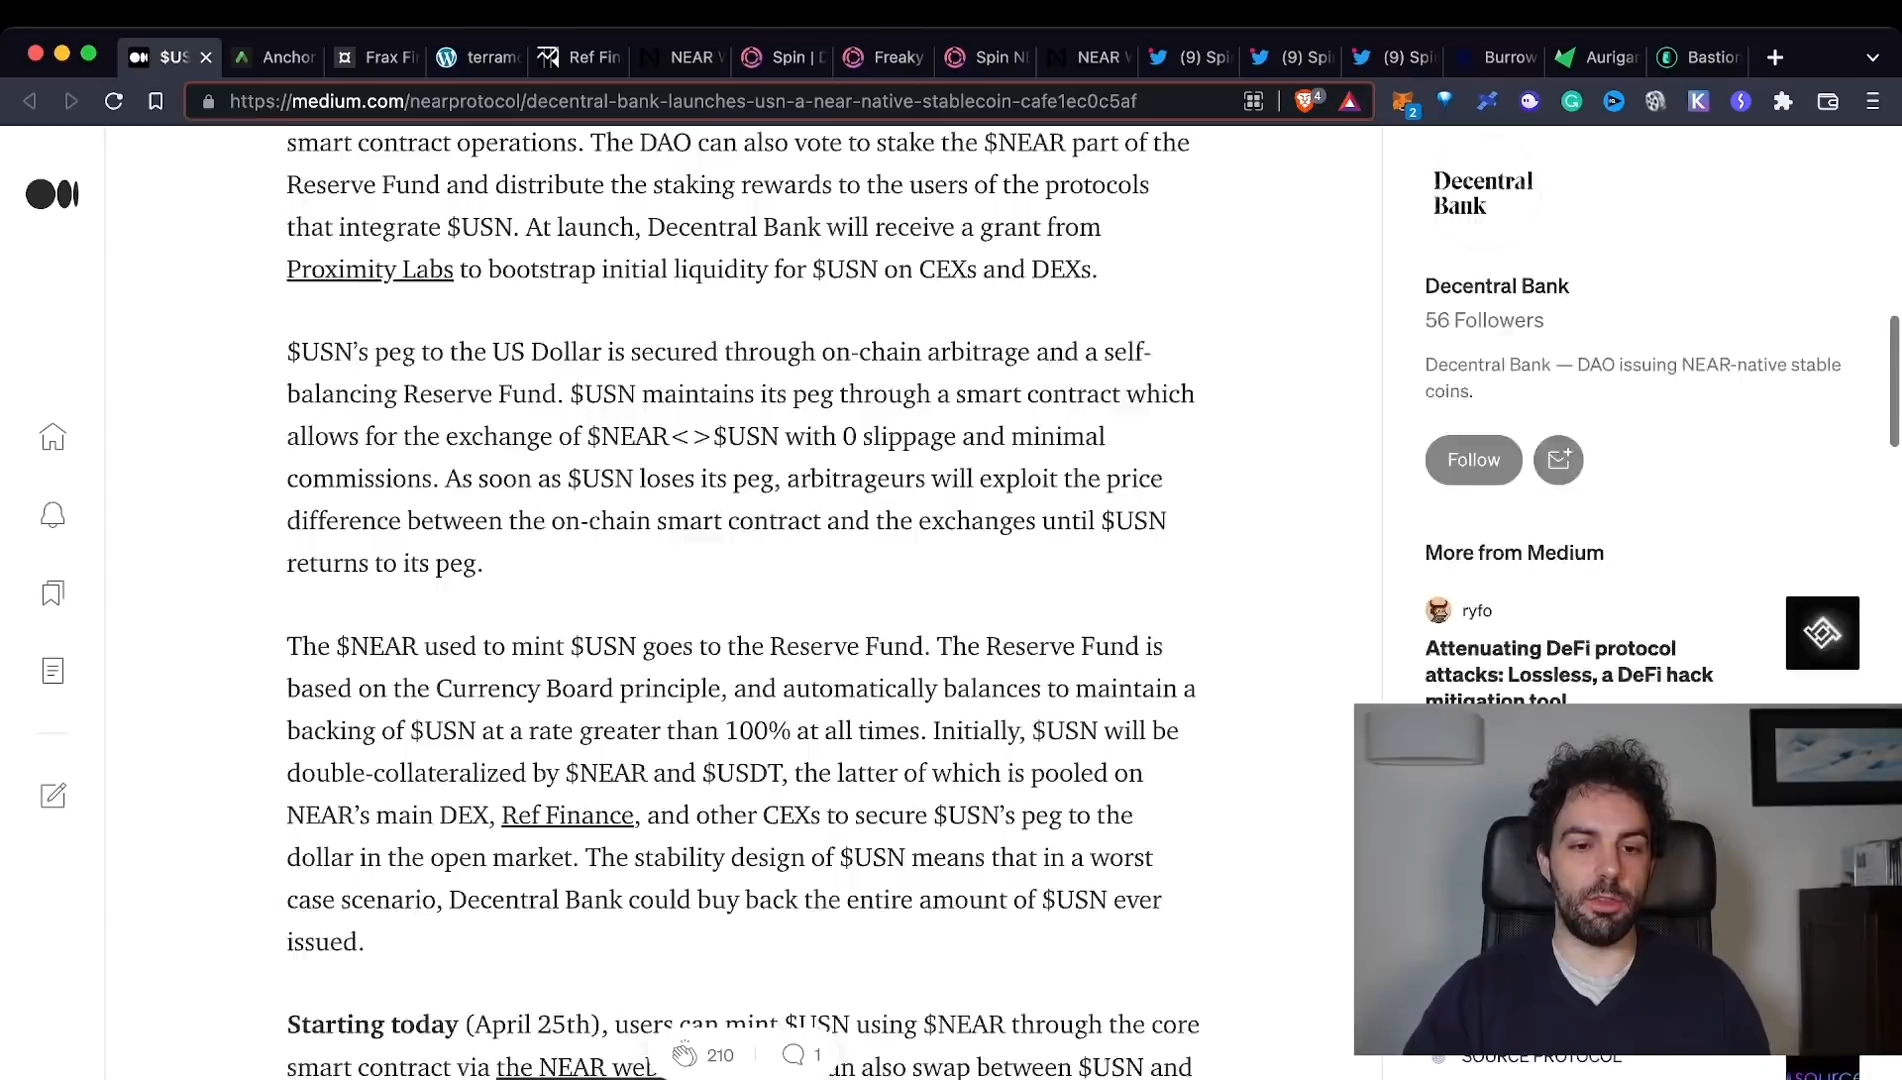 $US
Anchor
Frax Fi
terram
Ref Fin
NEAR W
Spin | D
Freaky
Spin NE
NEAR W
(9) Spi
(9) Spi
(9) Spi
Burrow
Auriga
Bastion
https://medium.com/nearprotocol/decentral-bank-launches-usn-a-near-native-stablecoin-cafe1ec0c5af
4
2
smart contract operations. The DAO can also vote to stake the $NEAR part of the
Reserve Fund and distribute the staking rewards to the users of the protocols
that integrate $USN. At launch, Decentral Bank will receive a grant from
Proximity Labs to bootstrap initial liquidity for $USN on CEXs and DEXs.
$USN’s peg to the US Dollar is secured through on-chain arbitrage and a self-
balancing Reserve Fund. $USN maintains its peg through a smart contract which
allows for the exchange of $NEAR<>$USN with 0 slippage and minimal
commissions. As soon as $USN loses its peg, arbitrageurs will exploit the price
difference between the on-chain smart contract and the exchanges until $USN
returns to its peg.
The $NEAR used to mint $USN goes to the Reserve Fund. The Reserve Fund is
based on the Currency Board principle, and automatically balances to maintain a
backing of $USN at a rate greater than 100% at all times. Initially, $USN will be
double-collateralized by $NEAR and $USDT, the latter of which is pooled on
NEAR’s main DEX, Ref Finance, and other CEXs to secure $USN’s peg to the
dollar in the open market. The stability design of $USN means that in a worst
case scenario, Decentral Bank could buy back the entire amount of $USN ever
issued.
Starting today (April 25th), users can mint $USN using $NEAR through the core
smart contract via the NEAR web an also swap between $USN and
210
1
Decentral
Bank
Decentral Bank
56 Followers
Decentral Bank — DAO issuing NEAR-native stable
coins.
Follow
More from Medium
ryfo
Attenuating DeFi protocol
attacks: Lossless, a DeFi hack
mitigation tool
SOURCE PROTOCOL
source